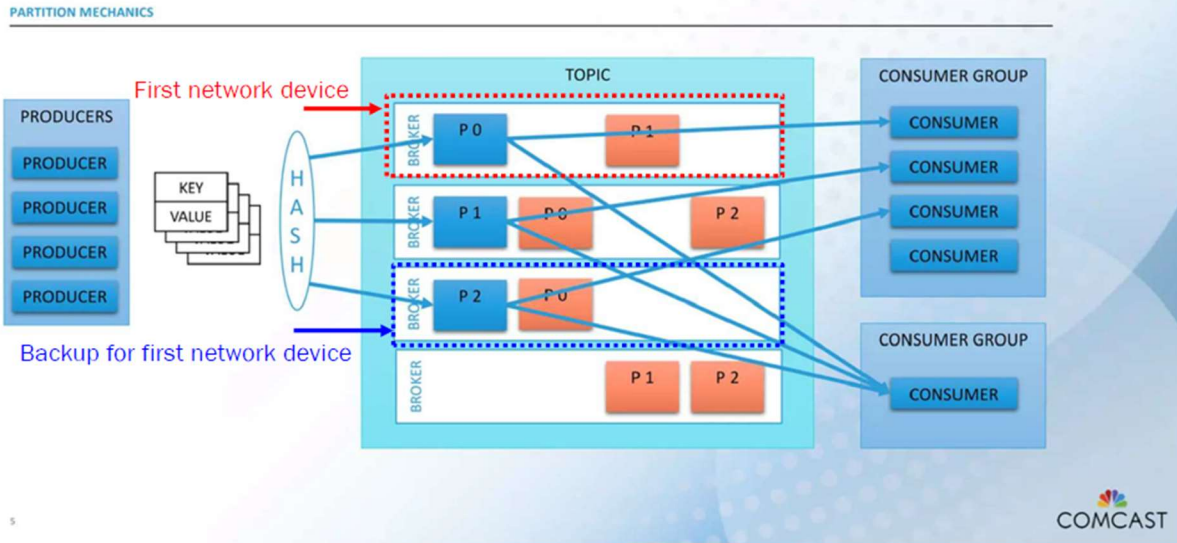 PARTITION MECHANICS
First network device
PRODUCERS
PRODUCER
PRODUCER
PRODUCER
PRODUCER
KEY
VALUE
HASH
TOPIC
BROKER
P 0
P 1
BROKER
P 1
P 0
P 2
BROKER
P 2
P 0
BROKER
P 1
P 2
Backup for first network device
CONSUMER GROUP
CONSUMER
CONSUMER
CONSUMER
CONSUMER
CONSUMER GROUP
CONSUMER
5
COMCAST